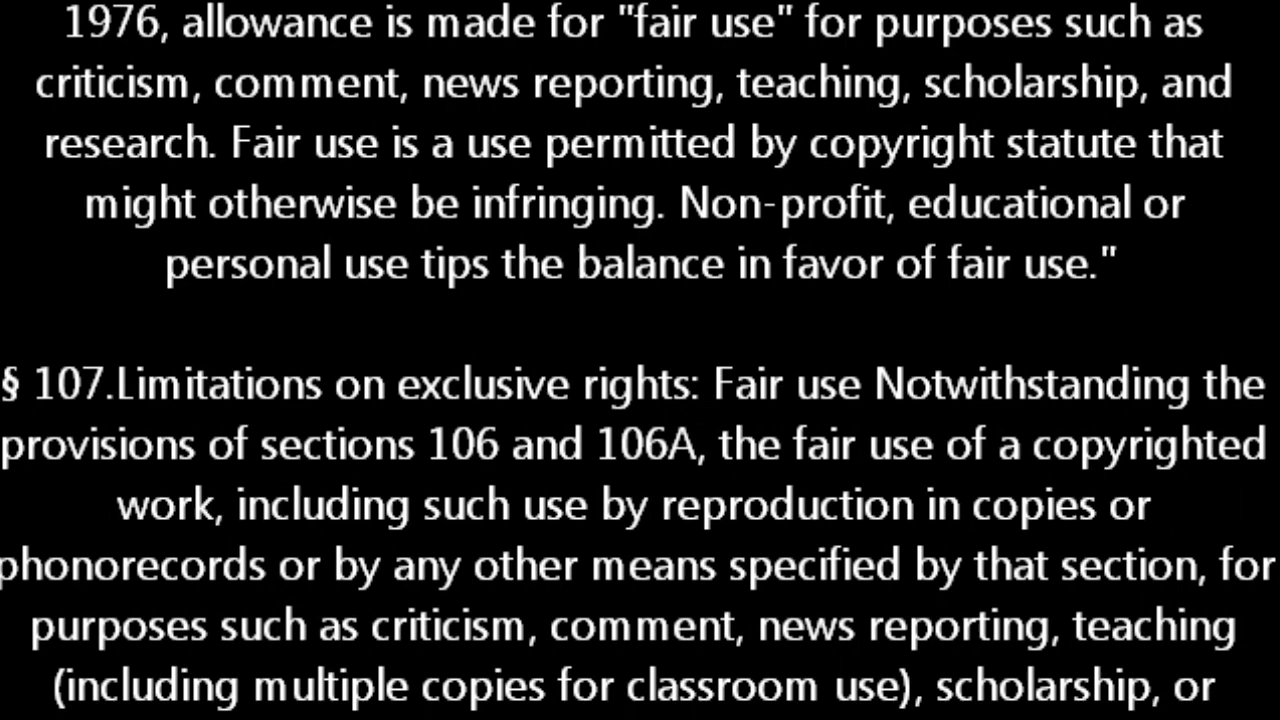 1976, allowance is made for "fair use" for purposes such as
criticism, comment, news reporting, teaching, scholarship, and
research. Fair use is a use permitted by copyright statute that
might otherwise be infringing. Non-profit, educational or
personal use tips the balance in favor of fair use."
§ 107.Limitations on exclusive rights: Fair use Notwithstanding the
provisions of sections 106 and 106A, the fair use of a copyrighted
work, including such use by reproduction in copies or
phonorecords or by any other means specified by that section, for
purposes such as criticism, comment, news reporting, teaching
(including multiple copies for classroom use), scholarship, or